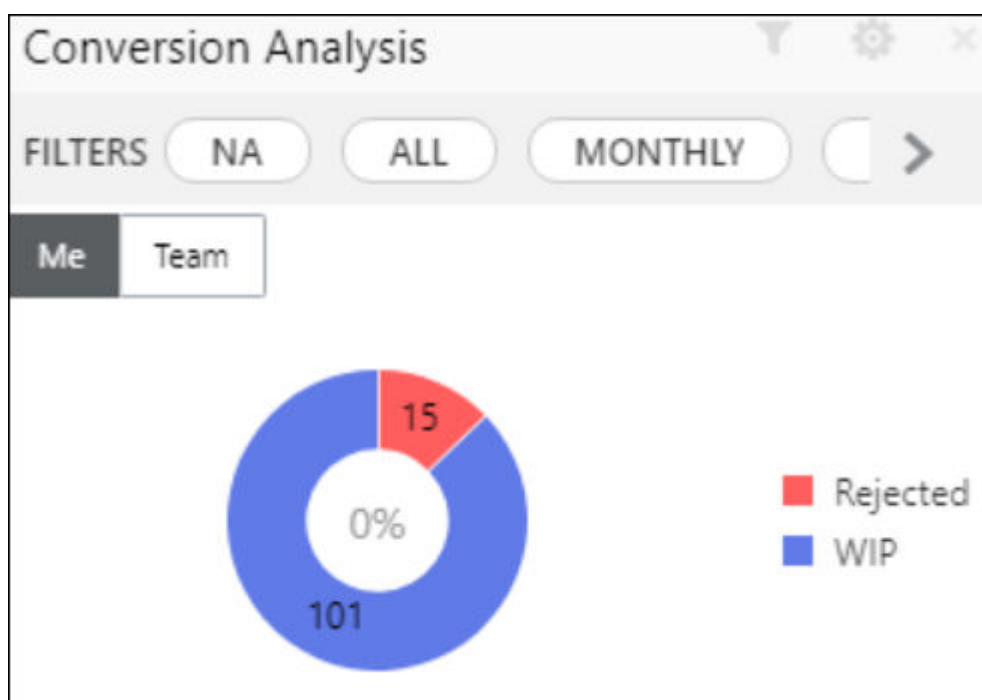 Conversion Analysis
FILTERS NA ALL MONTHLY
Me Team
15
0%
101
Rejected
WIP